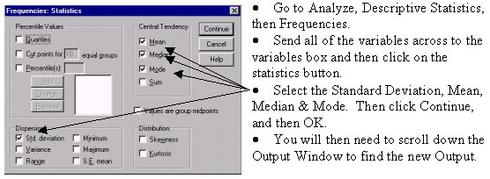 Frequencies: Statistics
Percentile Values
Quartiles
Cut points for 10 equal groups
Percentile(s):
Add
Change
Remove
Central Tendency
Mean
Median
Mode
Sum
Continue
Cancel
Help
Values are group midpoints
Dispersion
Std. deviation
Variance
Range
Minimum
Maximum
S.E. mean
Distribution
Skewness
Kurtosis
• Go to Analyze, Descriptive Statistics,
then Frequencies.
• Send all of the variables across to the
variables box and then click on the
statistics button.
• Select the Standard Deviation, Mean,
Median & Mode. Then click Continue,
and then OK.
• You will then need to scroll down the
Output Window to find the new Output.